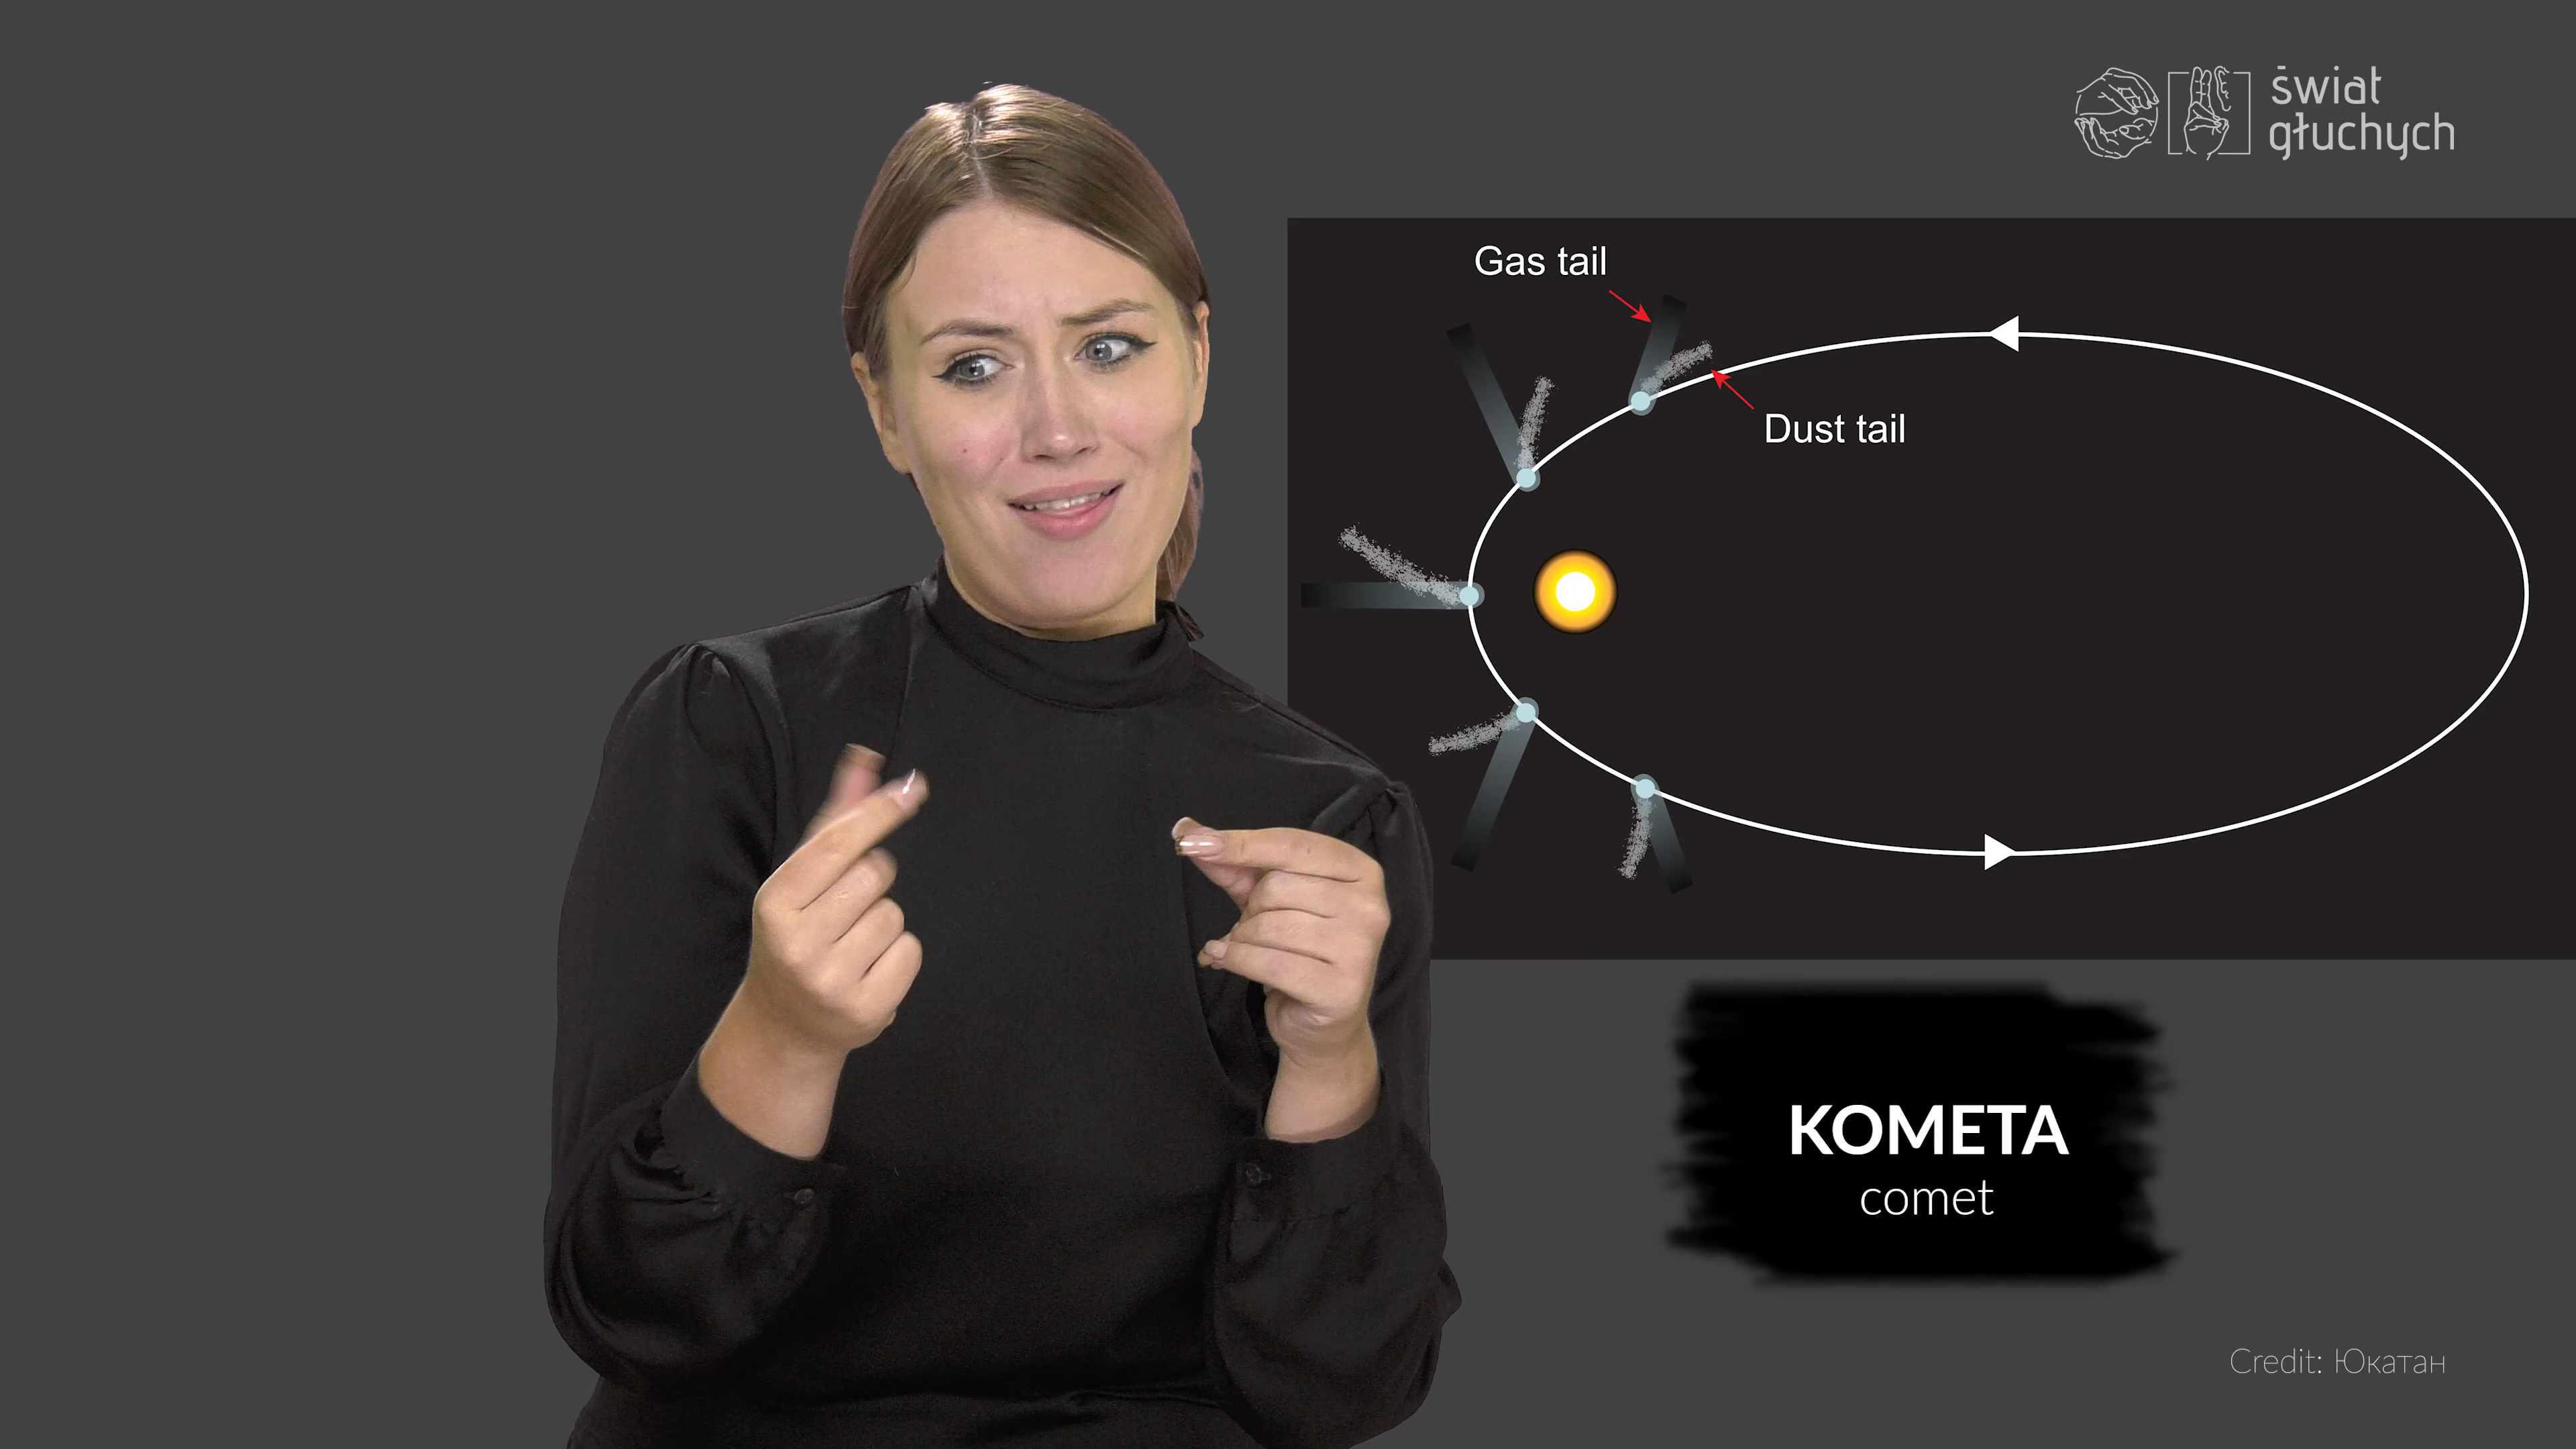 świat
głuchych
Gas tail
Dust tail
KOMETA
comet
Credit: Юкатан